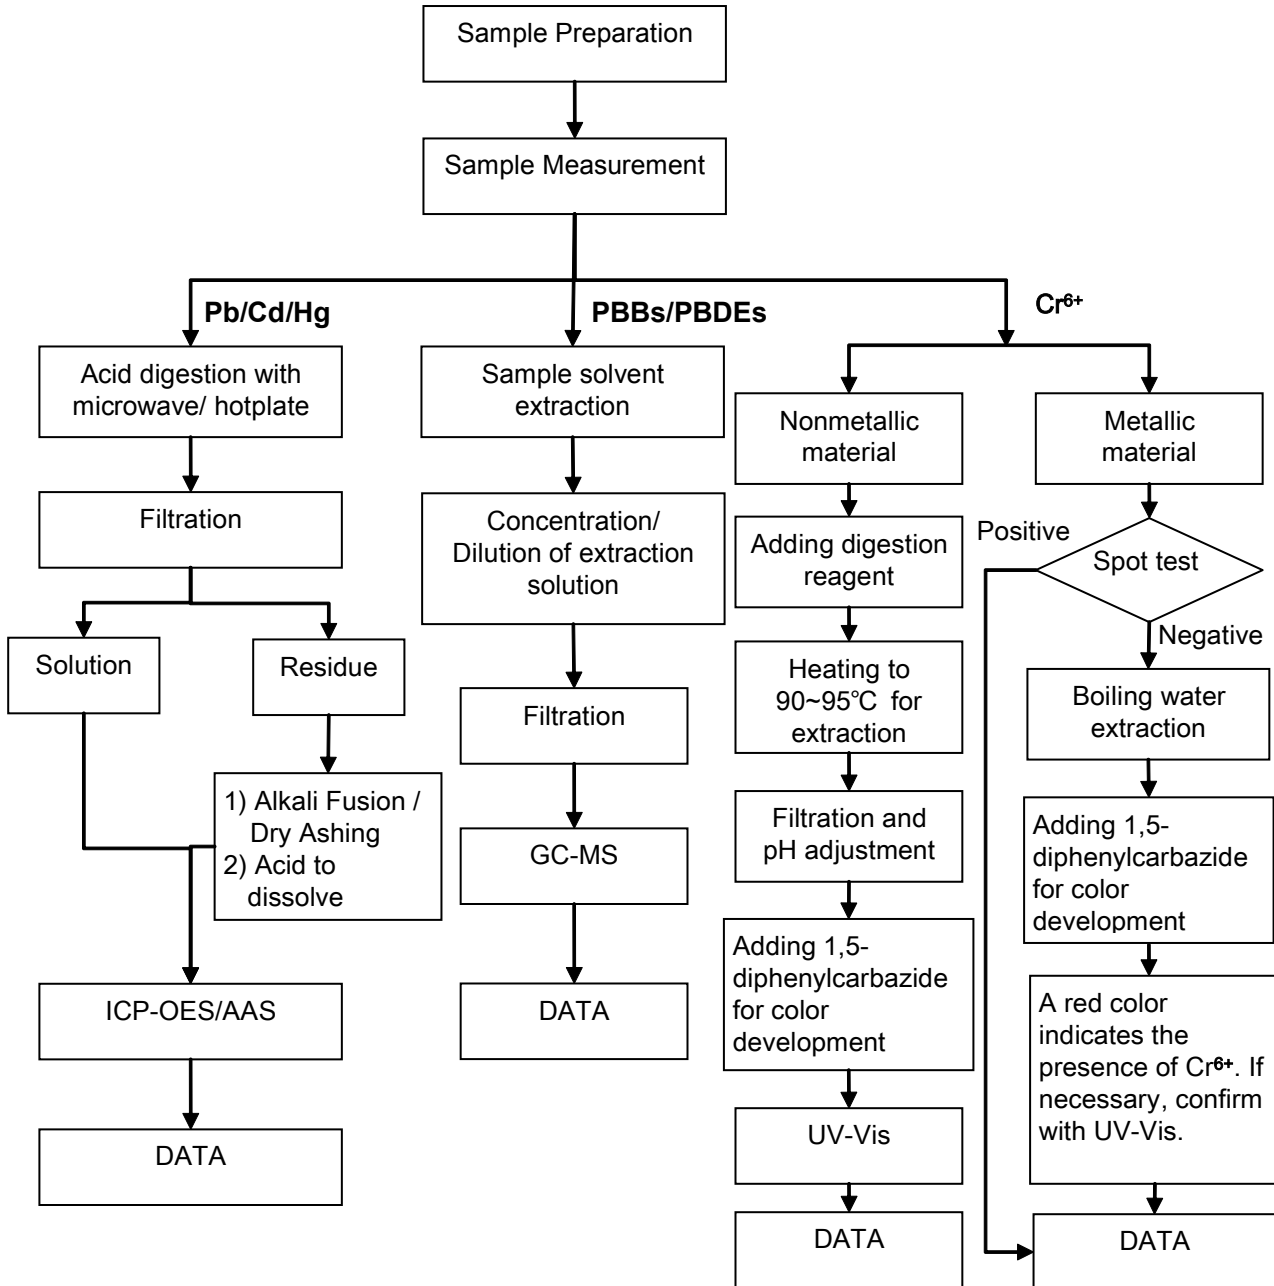 Sample Preparation
Sample Measurement
Pb/Cd/Hg
PBBs/PBDEs
Cr⁶⁺
Acid digestion with
microwave/ hotplate
Filtration
Solution
Residue
1) Alkali Fusion /
Dry Ashing
2) Acid to
dissolve
ICP-OES/AAS
DATA
Sample solvent
extraction
Concentration/
Dilution of extraction
solution
Filtration
GC-MS
DATA
Nonmetallic
material
Adding digestion
reagent
Heating to
90~95℃ for
extraction
Filtration and
pH adjustment
Adding 1,5-
diphenylcarbazide
for color
development
UV-Vis
DATA
Metallic
material
Positive
Spot test
Negative
Boiling water
extraction
Adding 1,5-
diphenylcarbazide
for color
development
A red color
indicates the
presence of Cr⁶⁺. If
necessary, confirm
with UV-Vis.
DATA